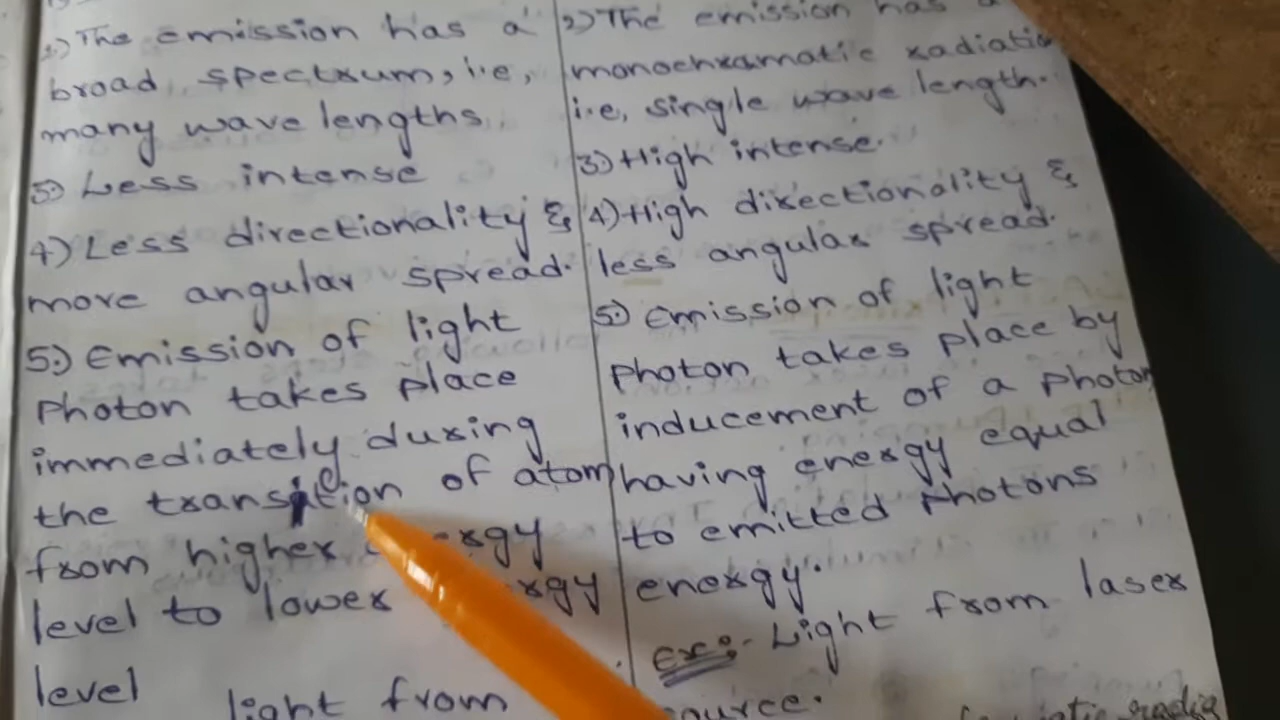 2.) The emission has a
broad spectrum, i.e,
many wave lengths.
3.) Less intense
4.) Less directionality &
more angular spread.
5.) Emission of light
Photon takes place
immediately during
the transition of atom
from higher
level to lower
level
light from
2) The emission has a
monochramatic radiation
i.e, single wave length.
3) High intense.
4) High directionality &
less angular spread.
5.) Emission of light
Photon takes place by
inducement of a photon
having energy equal
to emitted Photons
energy.
Ex:- Light from laser